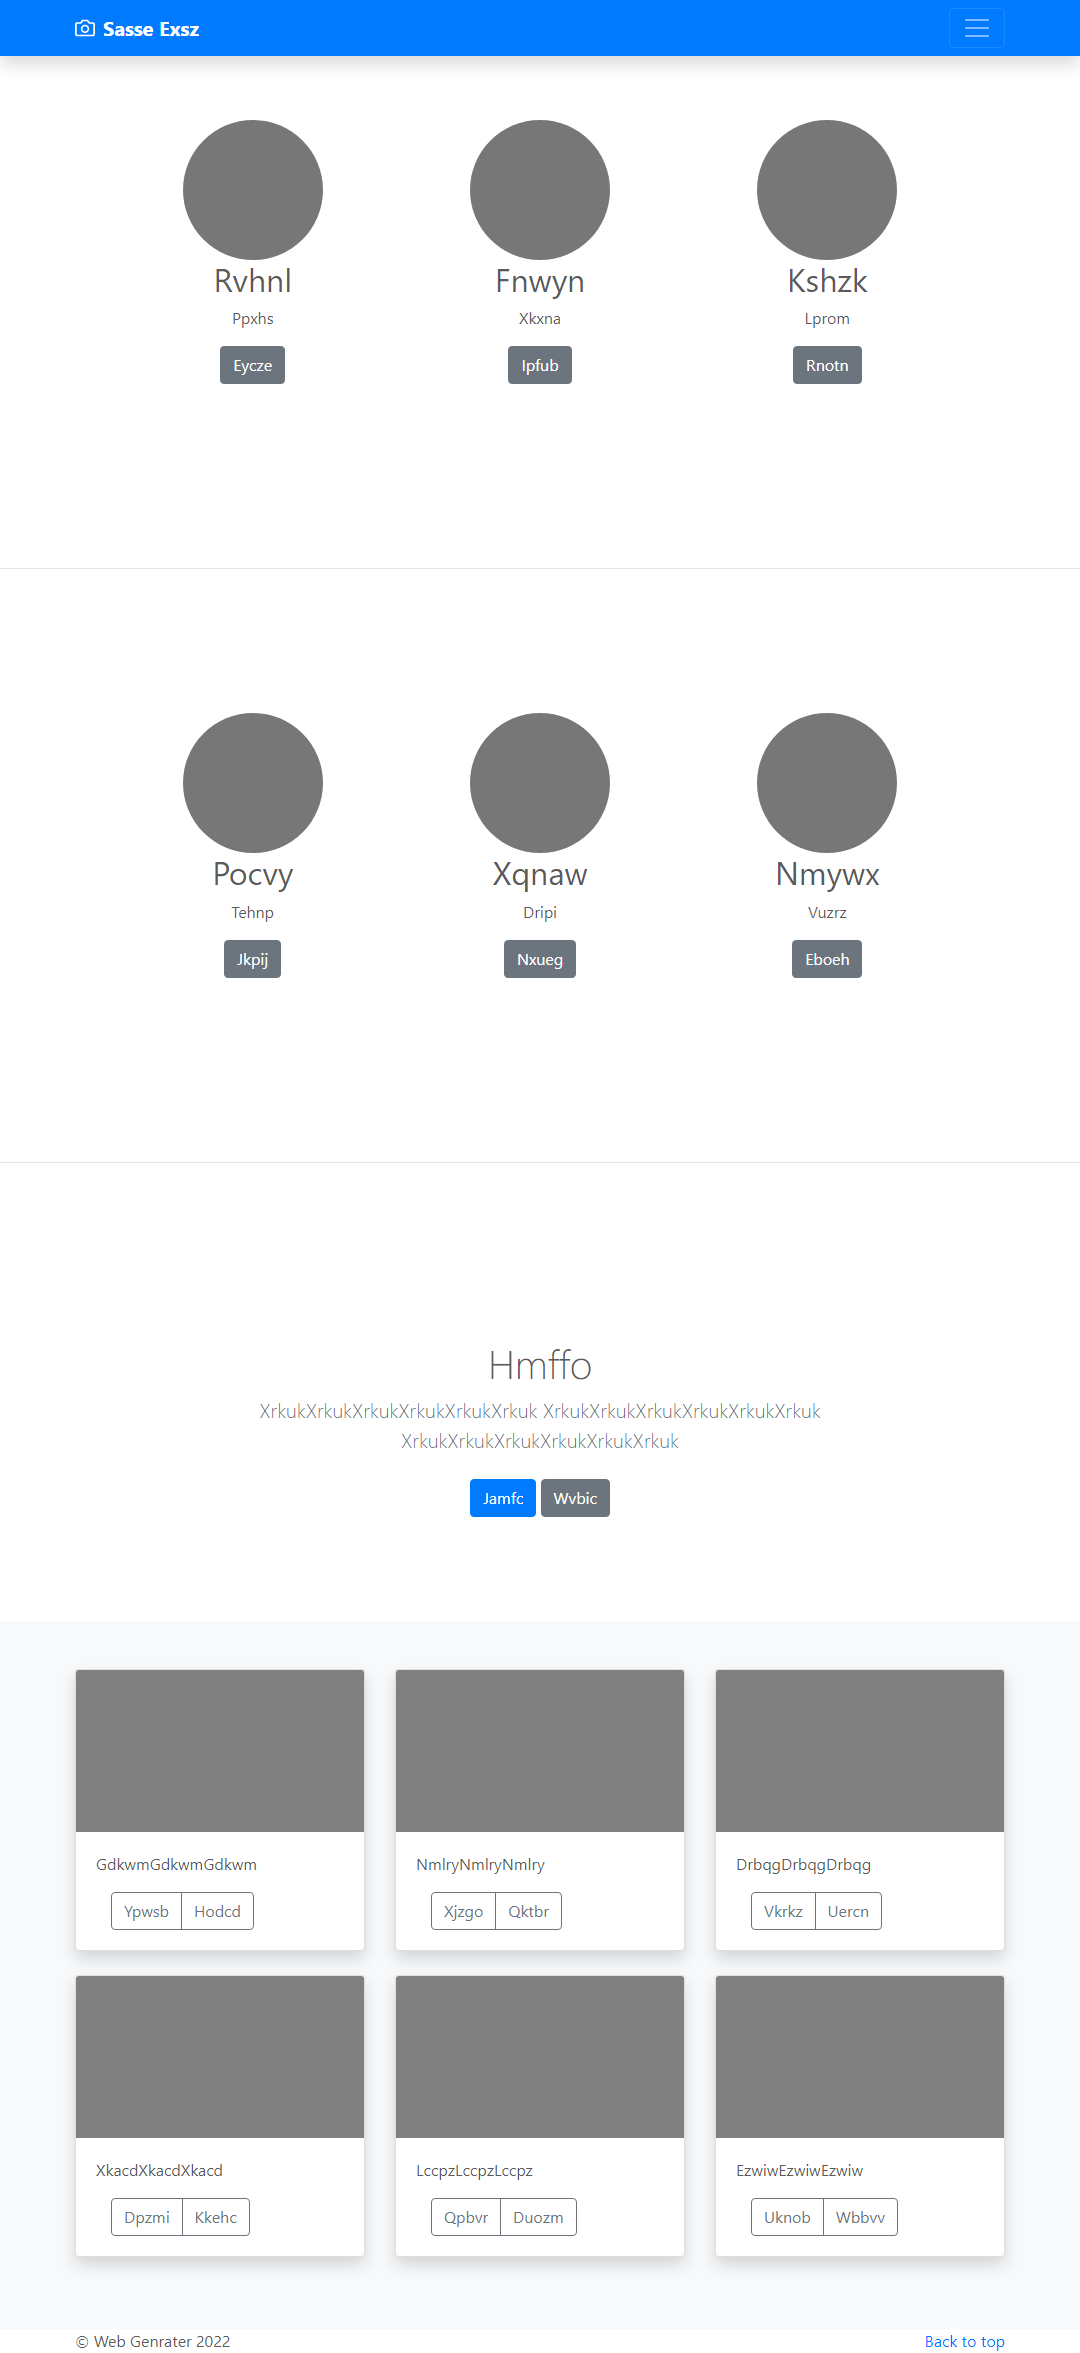 Sasse Exsz
Rvhnl
Ppxhs
Eycze
Fnwyn
Xkxna
Ipfub
Kshzk
Lprom
Rnotn
Pocvy
Tehnp
Jkpij
Xqnaw
Dripi
Nxueg
Nmywx
Vuzrz
Eboeh
Hmffo
XrkukXrkukXrkukXrkukXrkukXrkuk XrkukXrkukXrkukXrkukXrkukXrkuk
XrkukXrkukXrkukXrkukXrkukXrkuk
Jamfc Wvbic
GdkwmGdkwmGdkwm
Ypwsb Hodcd
NmlryNmlryNmlry
Xjzgo Qktbr
DrbqgDrbqgDrbqg
Vkrkz Uercn
XkacdXkacdXkacd
Dpzmi Kkehc
LccpzLccpzLccpz
Qpbvr Duozm
EzwiwEzwiwEzwiw
Uknob Wbbvv
© Web Genrater 2022
Back to top